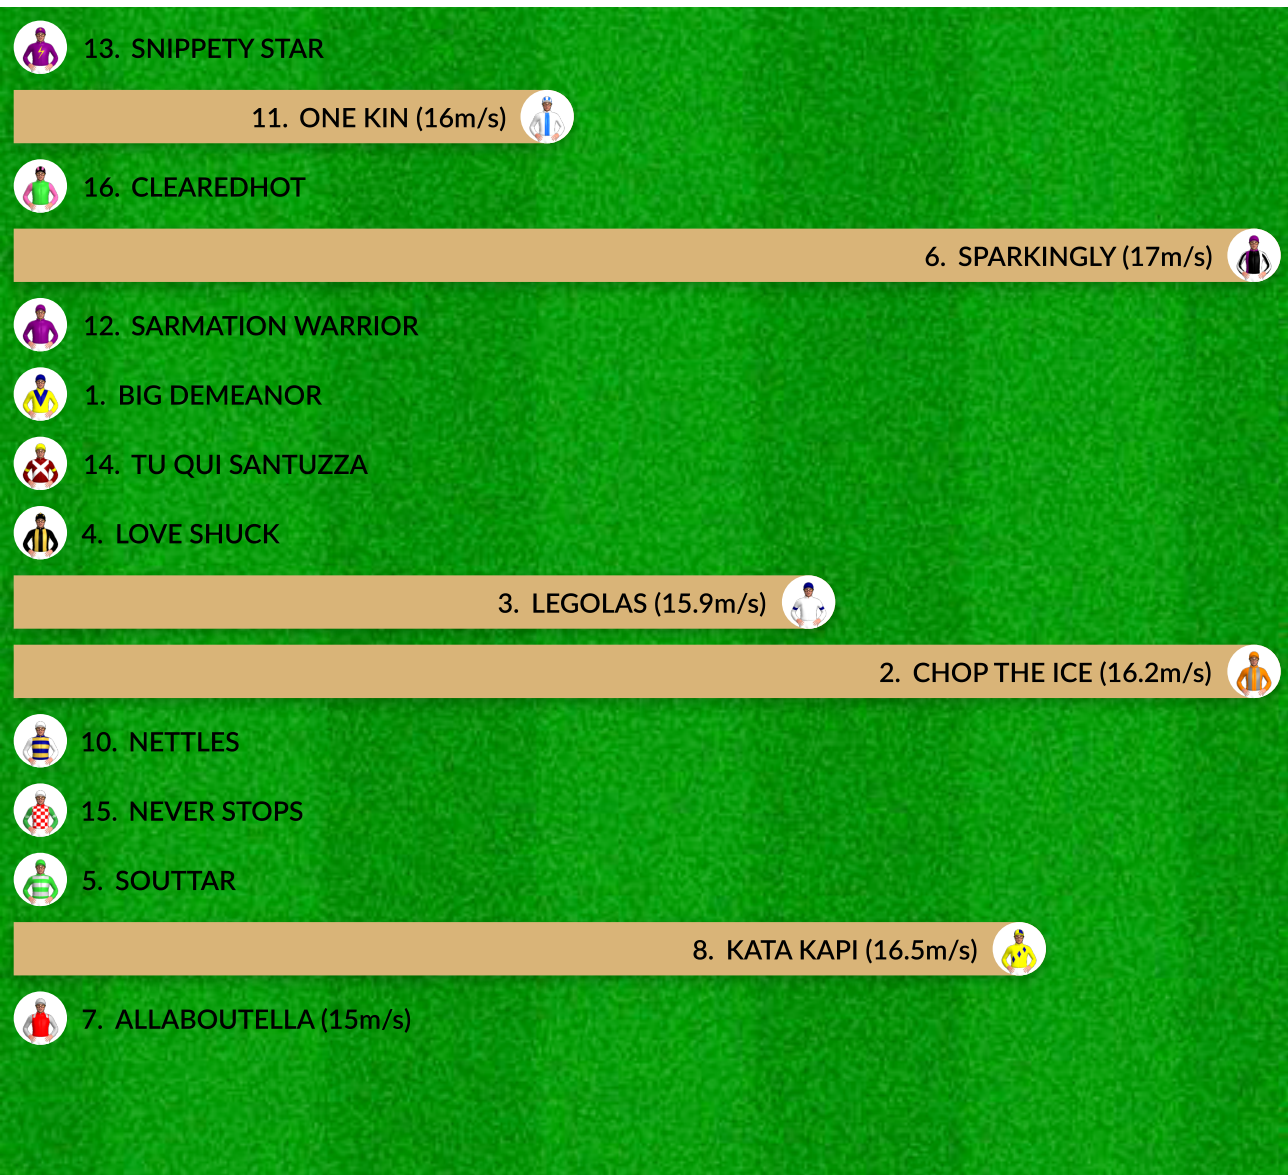 13. SNIPPETY STAR
11. ONE KIN (16m/s)
16. CLEAREDHOT
6. SPARKINGLY (17m/s)
12. SARMATION WARRIOR
1. BIG DEMEANOR
14. TU QUI SANTUZZA
4. LOVE SHUCK
3. LEGOLAS (15.9m/s)
2. CHOP THE ICE (16.2m/s)
10. NETTLES
15. NEVER STOPS
5. SOUTTAR
8. KATA KAPI (16.5m/s)
7. ALLABOUTELLA (15m/s)